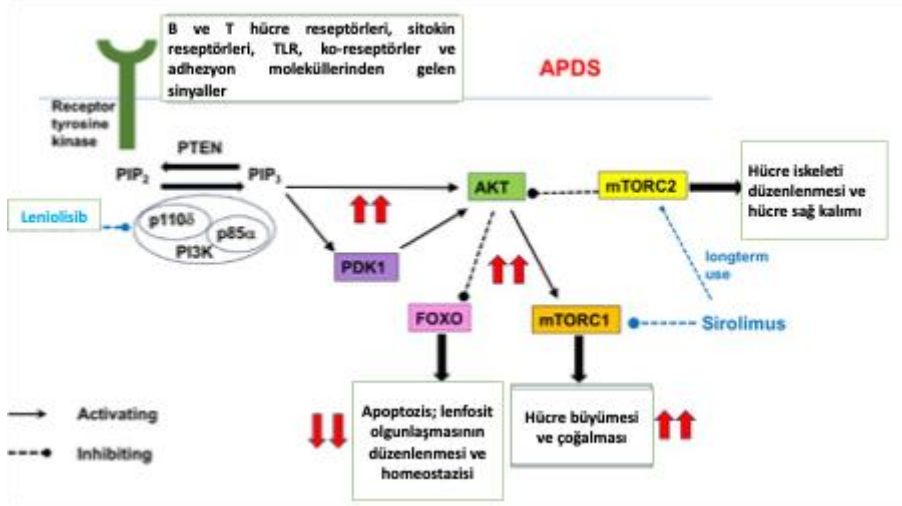 B ve T hücre reseptörleri, sitokin
reseptörleri, TLR, ko-reseptörler ve
adhezyon moleküllerinden gelen
sinyaller
APDS
Receptor
tyrosine
kinase
PTEN
PIP2
PIP3
AKT
mTORC2
Hücre iskeleti
düzenlenmesi ve
hücre sağ kalımı
Leniolisib
p110δ
p85α
PI3K
PDK1
longterm
use
FOXO
mTORC1
Sirolimus
Activating
Inhibiting
Apoptozis; lenfosit
olgunlaşmasının
düzenlenmesi ve
homeostazisi
Hücre büyümesi
ve çoğalması